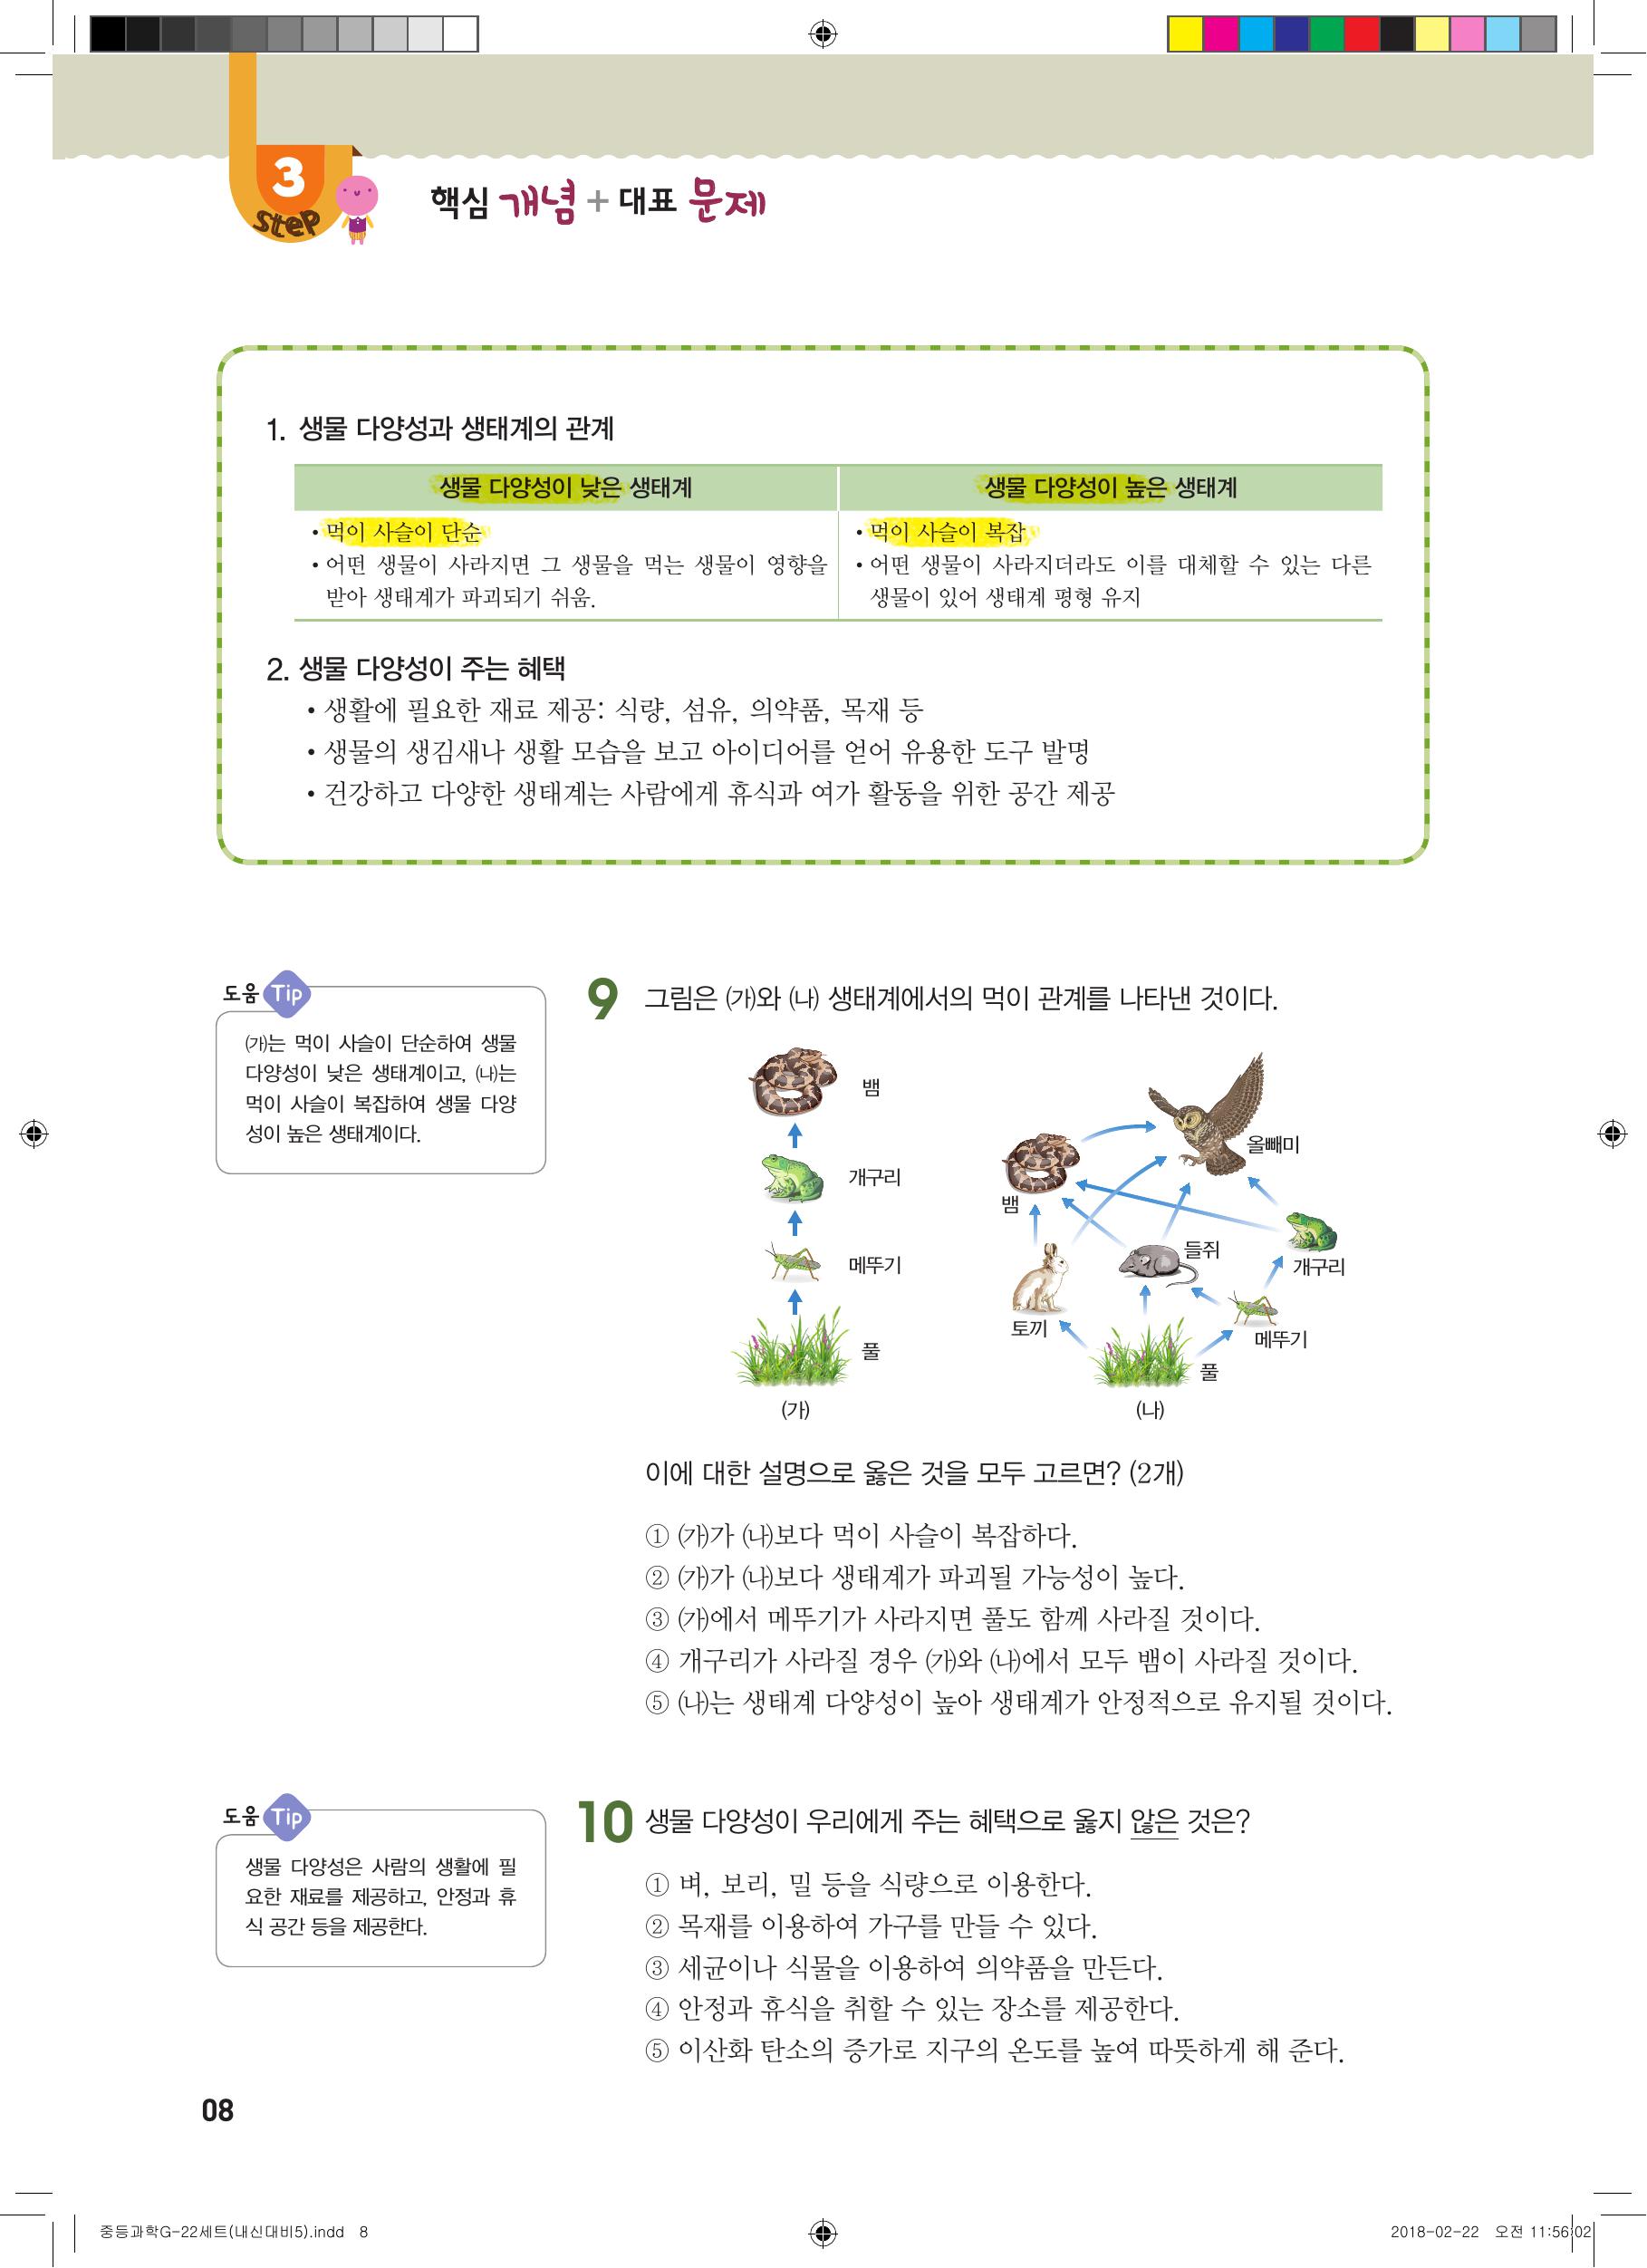 3
Step
핵심 개념 + 대표 문제
1. 생물 다양성과 생태계의 관계
생물 다양성이 낮은 생태계
생물 다양성이 높은 생태계
• 먹이 사슬이 단순
• 어떤 생물이 사라지면 그 생물을 먹는 생물이 영향을
받아 생태계가 파괴되기 쉬움.
• 먹이 사슬이 복잡
• 어떤 생물이 사라지더라도 이를 대체할 수 있는 다른
생물이 있어 생태계 평형 유지
2. 생물 다양성이 주는 혜택
• 생활에 필요한 재료 제공: 식량, 섬유, 의약품, 목재 등
• 생물의 생김새나 생활 모습을 보고 아이디어를 얻어 유용한 도구 발명
• 건강하고 다양한 생태계는 사람에게 휴식과 여가 활동을 위한 공간 제공
도움 Tip
㈎는 먹이 사슬이 단순하여 생물
다양성이 낮은 생태계이고, ㈏는
먹이 사슬이 복잡하여 생물 다양
성이 높은 생태계이다.
9 그림은 ㈎와 ㈏ 생태계에서의 먹이 관계를 나타낸 것이다.
뱀
개구리
메뚜기
풀
(가)
올빼미
뱀
들쥐
개구리
토끼
메뚜기
풀
(나)
이에 대한 설명으로 옳은 것을 모두 고르면? (2개)
① ㈎가 ㈏보다 먹이 사슬이 복잡하다.
② ㈎가 ㈏보다 생태계가 파괴될 가능성이 높다.
③ ㈎에서 메뚜기가 사라지면 풀도 함께 사라질 것이다.
④ 개구리가 사라질 경우 ㈎와 ㈏에서 모두 뱀이 사라질 것이다.
⑤ ㈏는 생태계 다양성이 높아 생태계가 안정적으로 유지될 것이다.
도움 Tip
생물 다양성은 사람의 생활에 필
요한 재료를 제공하고, 안정과 휴
식 공간 등을 제공한다.
10 생물 다양성이 우리에게 주는 혜택으로 옳지 않은 것은?
① 벼, 보리, 밀 등을 식량으로 이용한다.
② 목재를 이용하여 가구를 만들 수 있다.
③ 세균이나 식물을 이용하여 의약품을 만든다.
④ 안정과 휴식을 취할 수 있는 장소를 제공한다.
⑤ 이산화 탄소의 증가로 지구의 온도를 높여 따뜻하게 해 준다.
08
중등과학G-22세트(내신대비5).indd 8
2018-02-22 오전 11:56:02